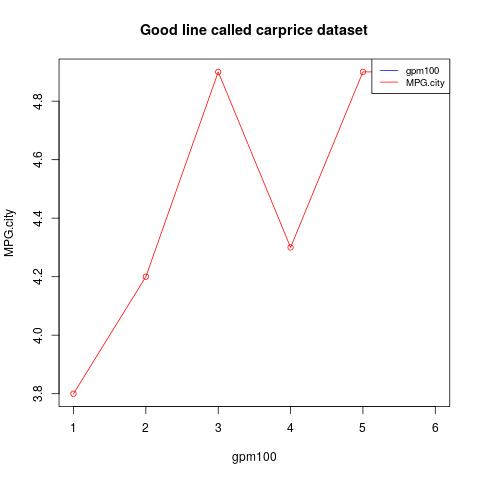 Good line called carprice dataset
gpm100
MPG.city
4.8
4.6
4.4
4.2
4.0
3.8
MPG.city
1 2 3 4 5 6
gpm100